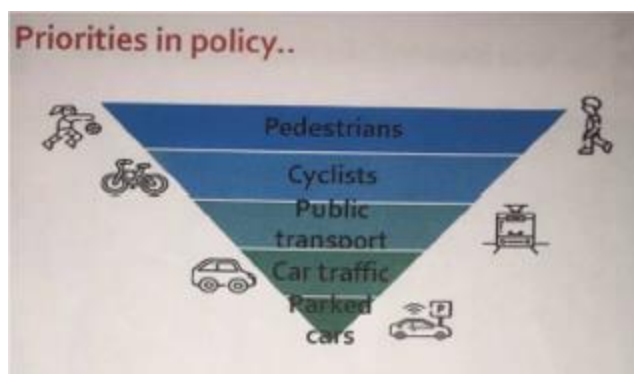 Priorities in policy..
Pedestrians
Cyclists
Public
transport
Car traffic
Parked
cars
P